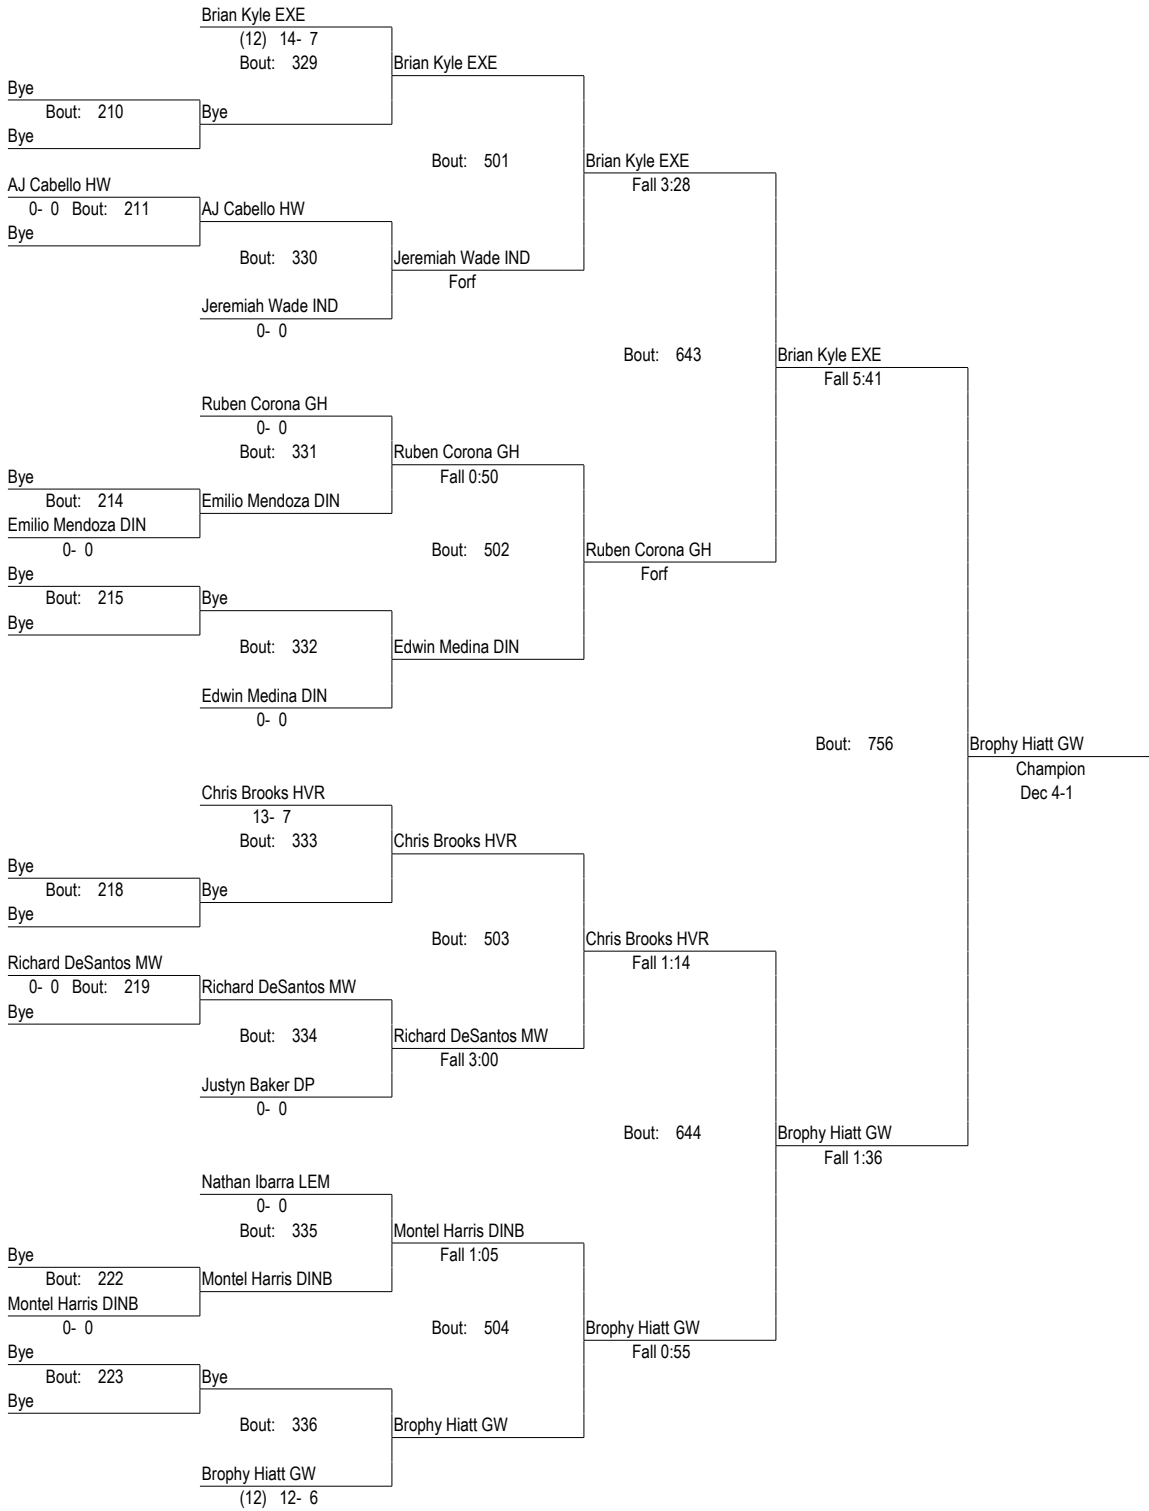 Brian Kyle EXE
(12) 14- 7
Bout: 329
Brian Kyle EXE
Bye
Bout: 210
Bye
Bye
Bout: 501
Brian Kyle EXE
Fall 3:28
AJ Cabello HW
0- 0 Bout: 211
AJ Cabello HW
Bye
Bout: 330
Jeremiah Wade IND
Forf
Jeremiah Wade IND
0- 0
Bout: 643
Brian Kyle EXE
Fall 5:41
Ruben Corona GH
0- 0
Bout: 331
Ruben Corona GH
Fall 0:50
Bye
Bout: 214
Emilio Mendoza DIN
Emilio Mendoza DIN
0- 0
Bout: 502
Ruben Corona GH
Forf
Bye
Bout: 215
Bye
Bye
Bout: 332
Edwin Medina DIN
Edwin Medina DIN
0- 0
Bout: 756
Brophy Hiatt GW
Champion
Dec 4-1
Chris Brooks HVR
13- 7
Bout: 333
Chris Brooks HVR
Bye
Bout: 218
Bye
Bye
Bout: 503
Chris Brooks HVR
Fall 1:14
Richard DeSantos MW
0- 0 Bout: 219
Richard DeSantos MW
Bye
Bout: 334
Richard DeSantos MW
Fall 3:00
Justyn Baker DP
0- 0
Bout: 644
Brophy Hiatt GW
Fall 1:36
Nathan Ibarra LEM
0- 0
Bout: 335
Montel Harris DINB
Fall 1:05
Bye
Bout: 222
Montel Harris DINB
Montel Harris DINB
0- 0
Bout: 504
Brophy Hiatt GW
Fall 0:55
Bye
Bout: 223
Bye
Bye
Bout: 336
Brophy Hiatt GW
Brophy Hiatt GW
(12) 12- 6